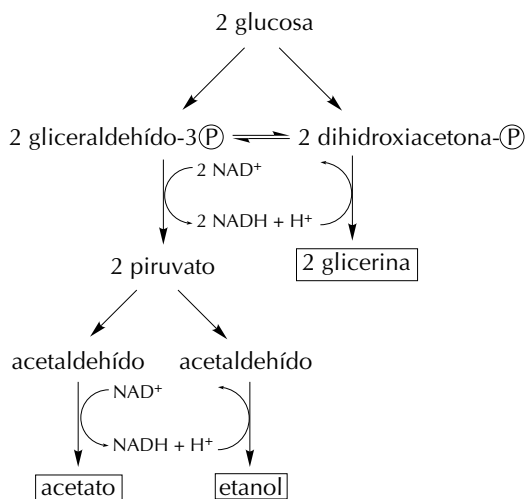 2 glucosa
2 gliceraldehído-3Ⓟ 2 dihidroxiacetona-Ⓟ
2 NAD⁺
2 NADH + H⁺
2 piruvato 2 glicerina
acetaldehído acetaldehído
NAD⁺
NADH + H⁺
acetato etanol